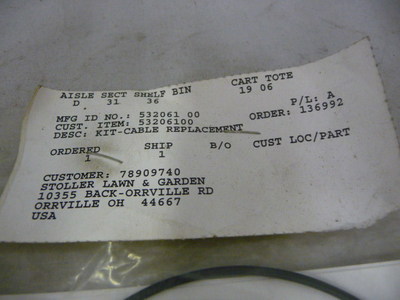 AISLE SECT SHELF BIN CART TOTE
D. 31 36 19 06
P/L: A
MFG ID NO.: 532061 00 ORDER: 136992
CUST. ITEM: 53206100
DESC: KIT-CABLE REPLACEMENT
ORDERED SHIP B/O CUST LOC/PART
1 1
CUSTOMER: 78909740
STOLLER LAWN & GARDEN
10355 BACK-ORRVILLE RD
ORRVILLE OH 44667
USA